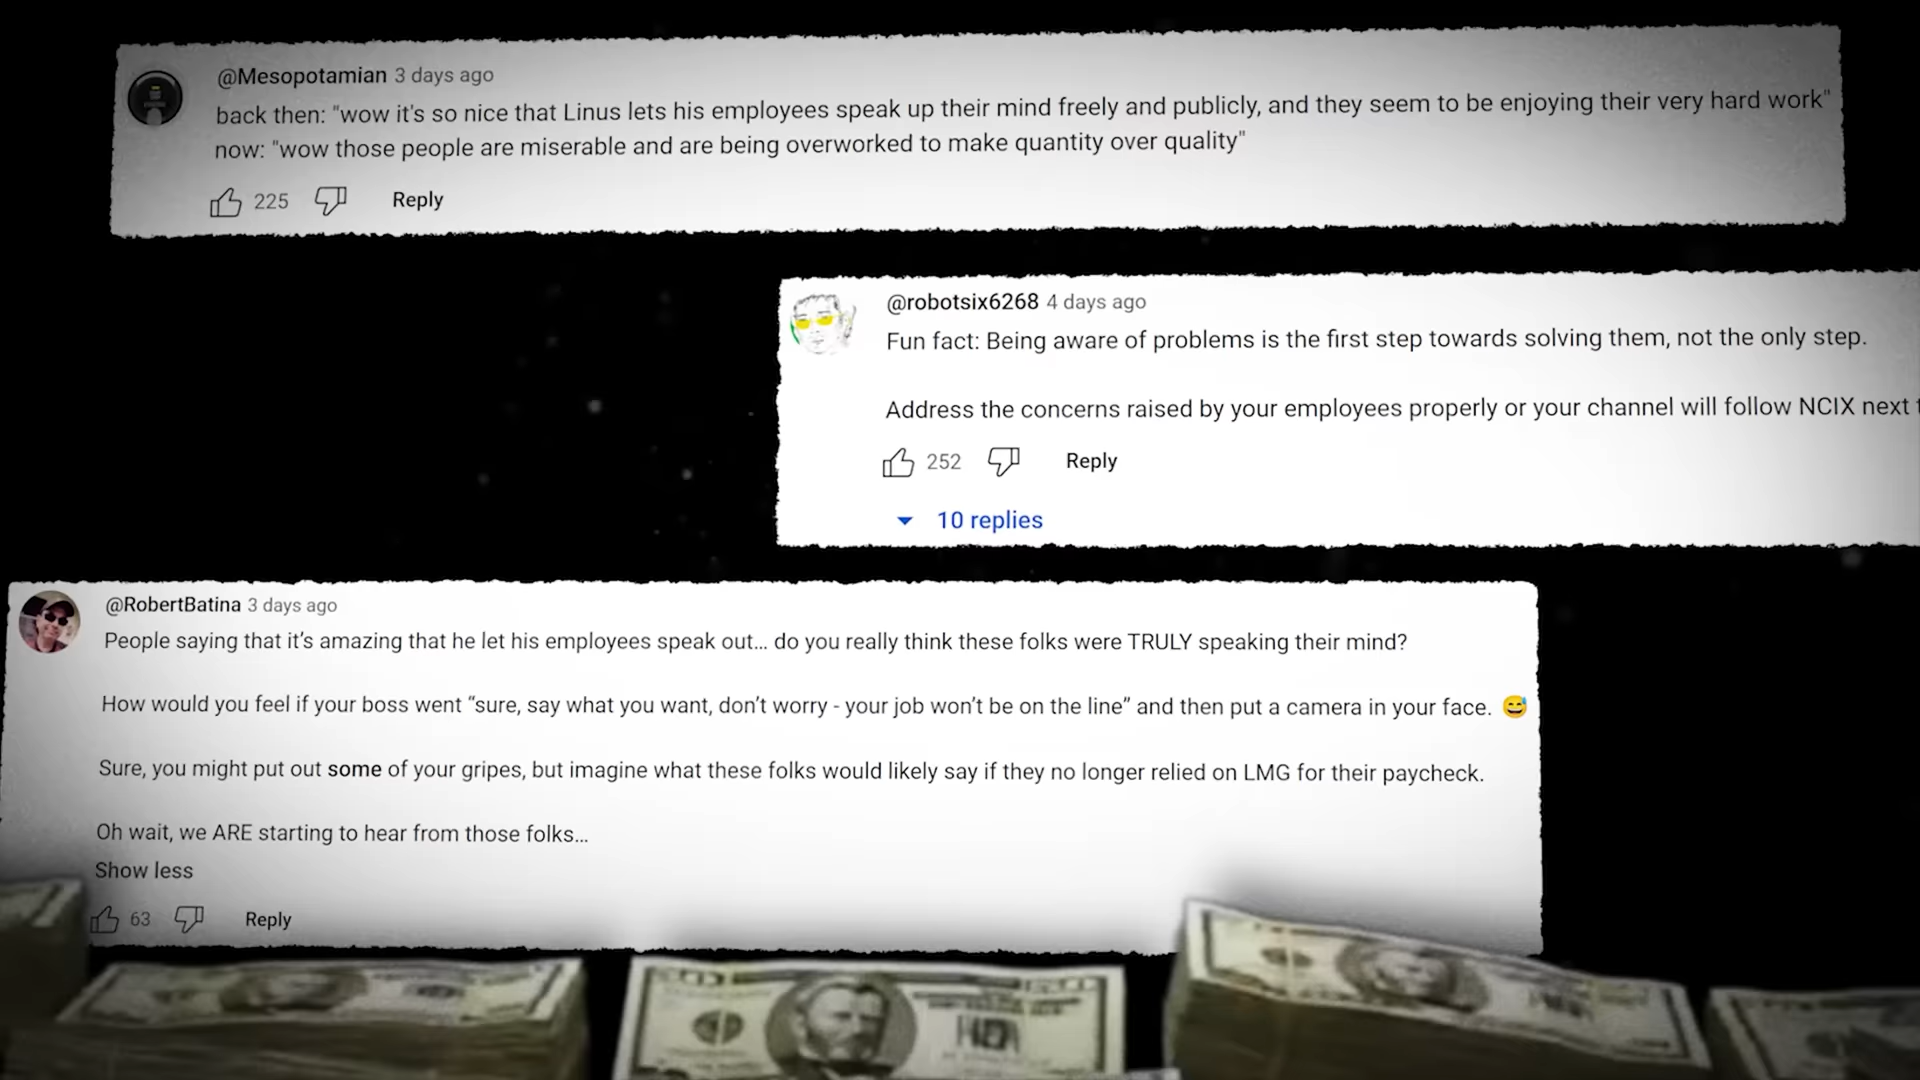 @Mesopotamian 3 days ago
back then: "wow it's so nice that Linus lets his employees speak up their mind freely and publicly, and they seem to be enjoying their very hard work"
now: "wow those people are miserable and are being overworked to make quantity over quality"
225 Reply
@robotsix6268 4 days ago
Fun fact: Being aware of problems is the first step towards solving them, not the only step.
Address the concerns raised by your employees properly or your channel will follow NCIX next
252 Reply
10 replies
@RobertBatina 3 days ago
People saying that it’s amazing that he let his employees speak out… do you really think these folks were TRULY speaking their mind?
How would you feel if your boss went “sure, say what you want, don’t worry - your job won’t be on the line” and then put a camera in your face. 😅
Sure, you might put out some of your gripes, but imagine what these folks would likely say if they no longer relied on LMG for their paycheck.
Oh wait, we ARE starting to hear from those folks…
Show less
63 Reply